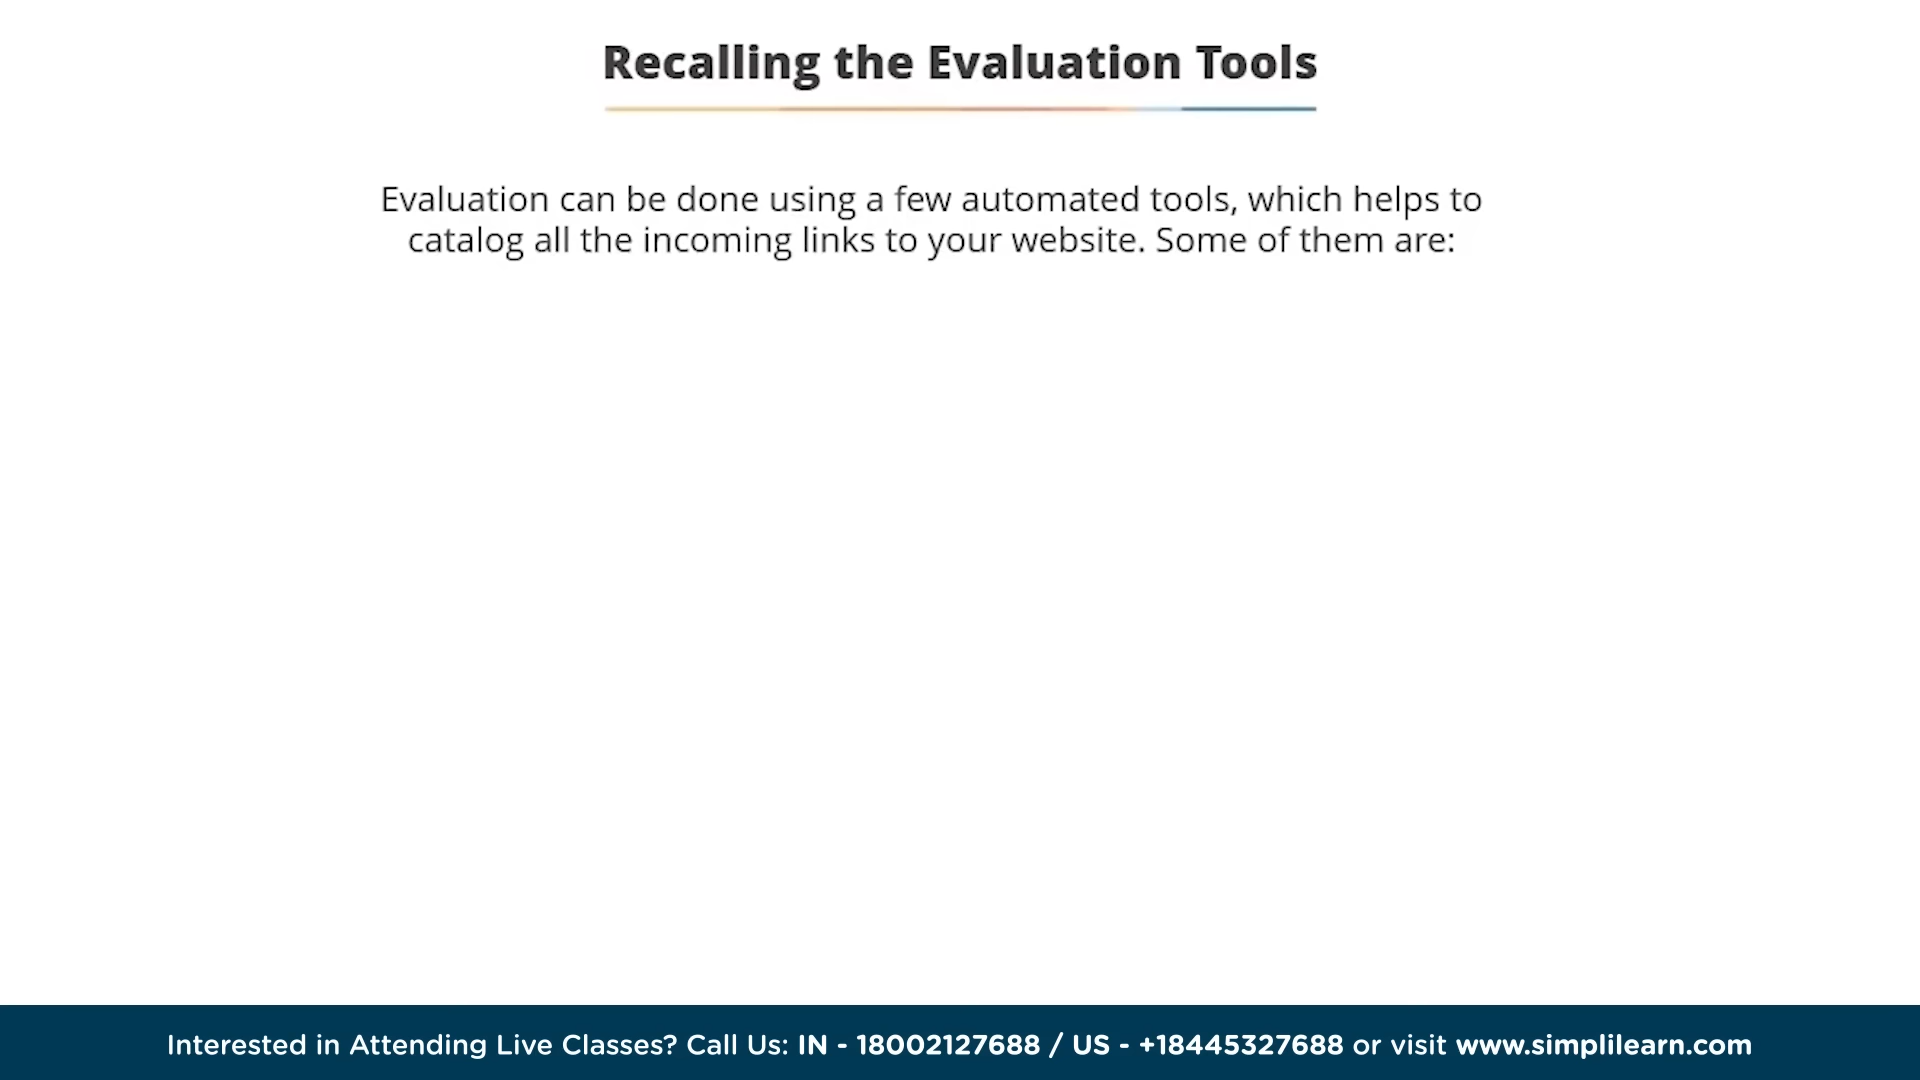 Recalling the Evaluation Tools
Evaluation can be done using a few automated tools, which helps to
catalog all the incoming links to your website. Some of them are:
Interested in Attending Live Classes? Call Us: IN - 18002127688 / US - +18445327688 or visit www.simplilearn.com